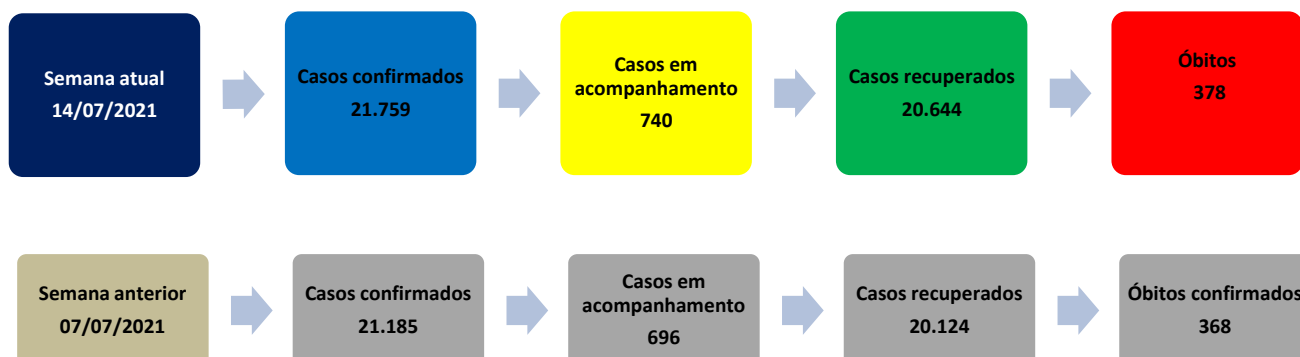 Semana atual
14/07/2021
Casos confirmados
21.759
Casos em
acompanhamento
740
Casos recuperados
20.644
Óbitos
378
Semana anterior
07/07/2021
Casos confirmados
21.185
Casos em
acompanhamento
696
Casos recuperados
20.124
Óbitos confirmados
368